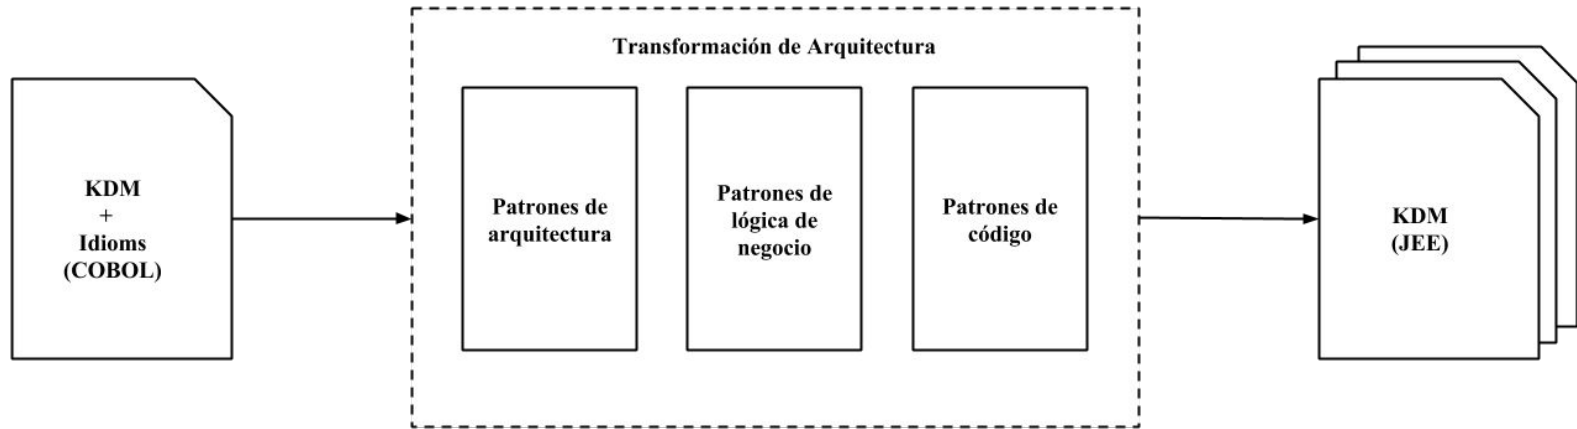 Transformación de Arquitectura
KDM
+
Idioms
(COBOL)
Patrones de
arquitectura
Patrones de
lógica de
negocio
Patrones de
código
KDM
(JEE)